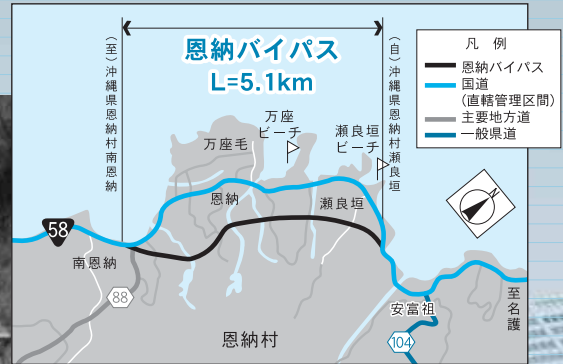 恩納バイパス
L=5.1km
(至)沖縄県恩納村南恩納
(自)沖縄県恩納村瀬良垣
凡 例
恩納バイパス
国道
(直轄管理区間)
主要地方道
一般県道
万座
ビーチ
瀬良垣
ビーチ
万座毛
恩納
瀬良垣
58
南恩納
88
安富祖
至名護
恩納村
104